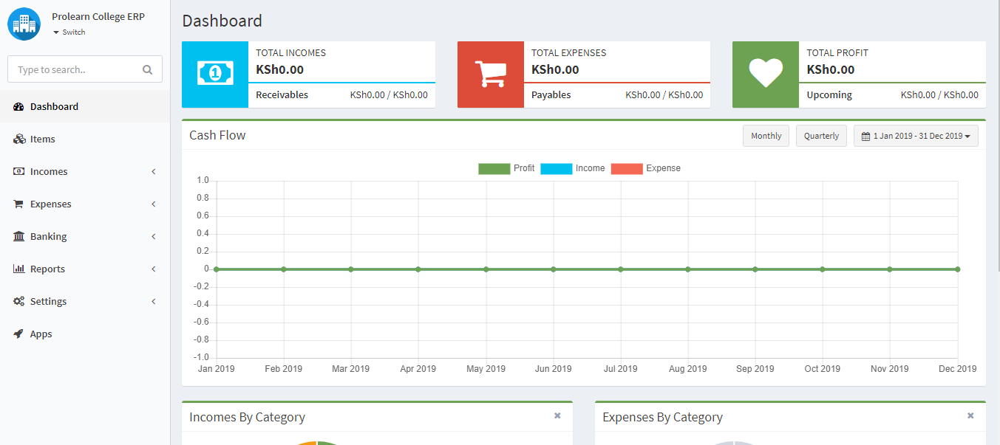 Prolearn College ERP
Switch
Type to search..
Dashboard
Items
Incomes
Expenses
Banking
Reports
Settings
Apps
Dashboard
TOTAL INCOMES
KSh0.00
Receivables KSh0.00 / KSh0.00
TOTAL EXPENSES
KSh0.00
Payables KSh0.00 / KSh0.00
TOTAL PROFIT
KSh0.00
Upcoming KSh0.00 / KSh0.00
Cash Flow Monthly Quarterly 1 Jan 2019 - 31 Dec 2019
Profit Income Expense
1.0
0.8
0.6
0.4
0.2
0
-0.2
-0.4
-0.6
-0.8
-1.0
Jan 2019 Feb 2019 Mar 2019 Apr 2019 May 2019 Jun 2019 Jul 2019 Aug 2019 Sep 2019 Oct 2019 Nov 2019 Dec 2019
Incomes By Category
Expenses By Category